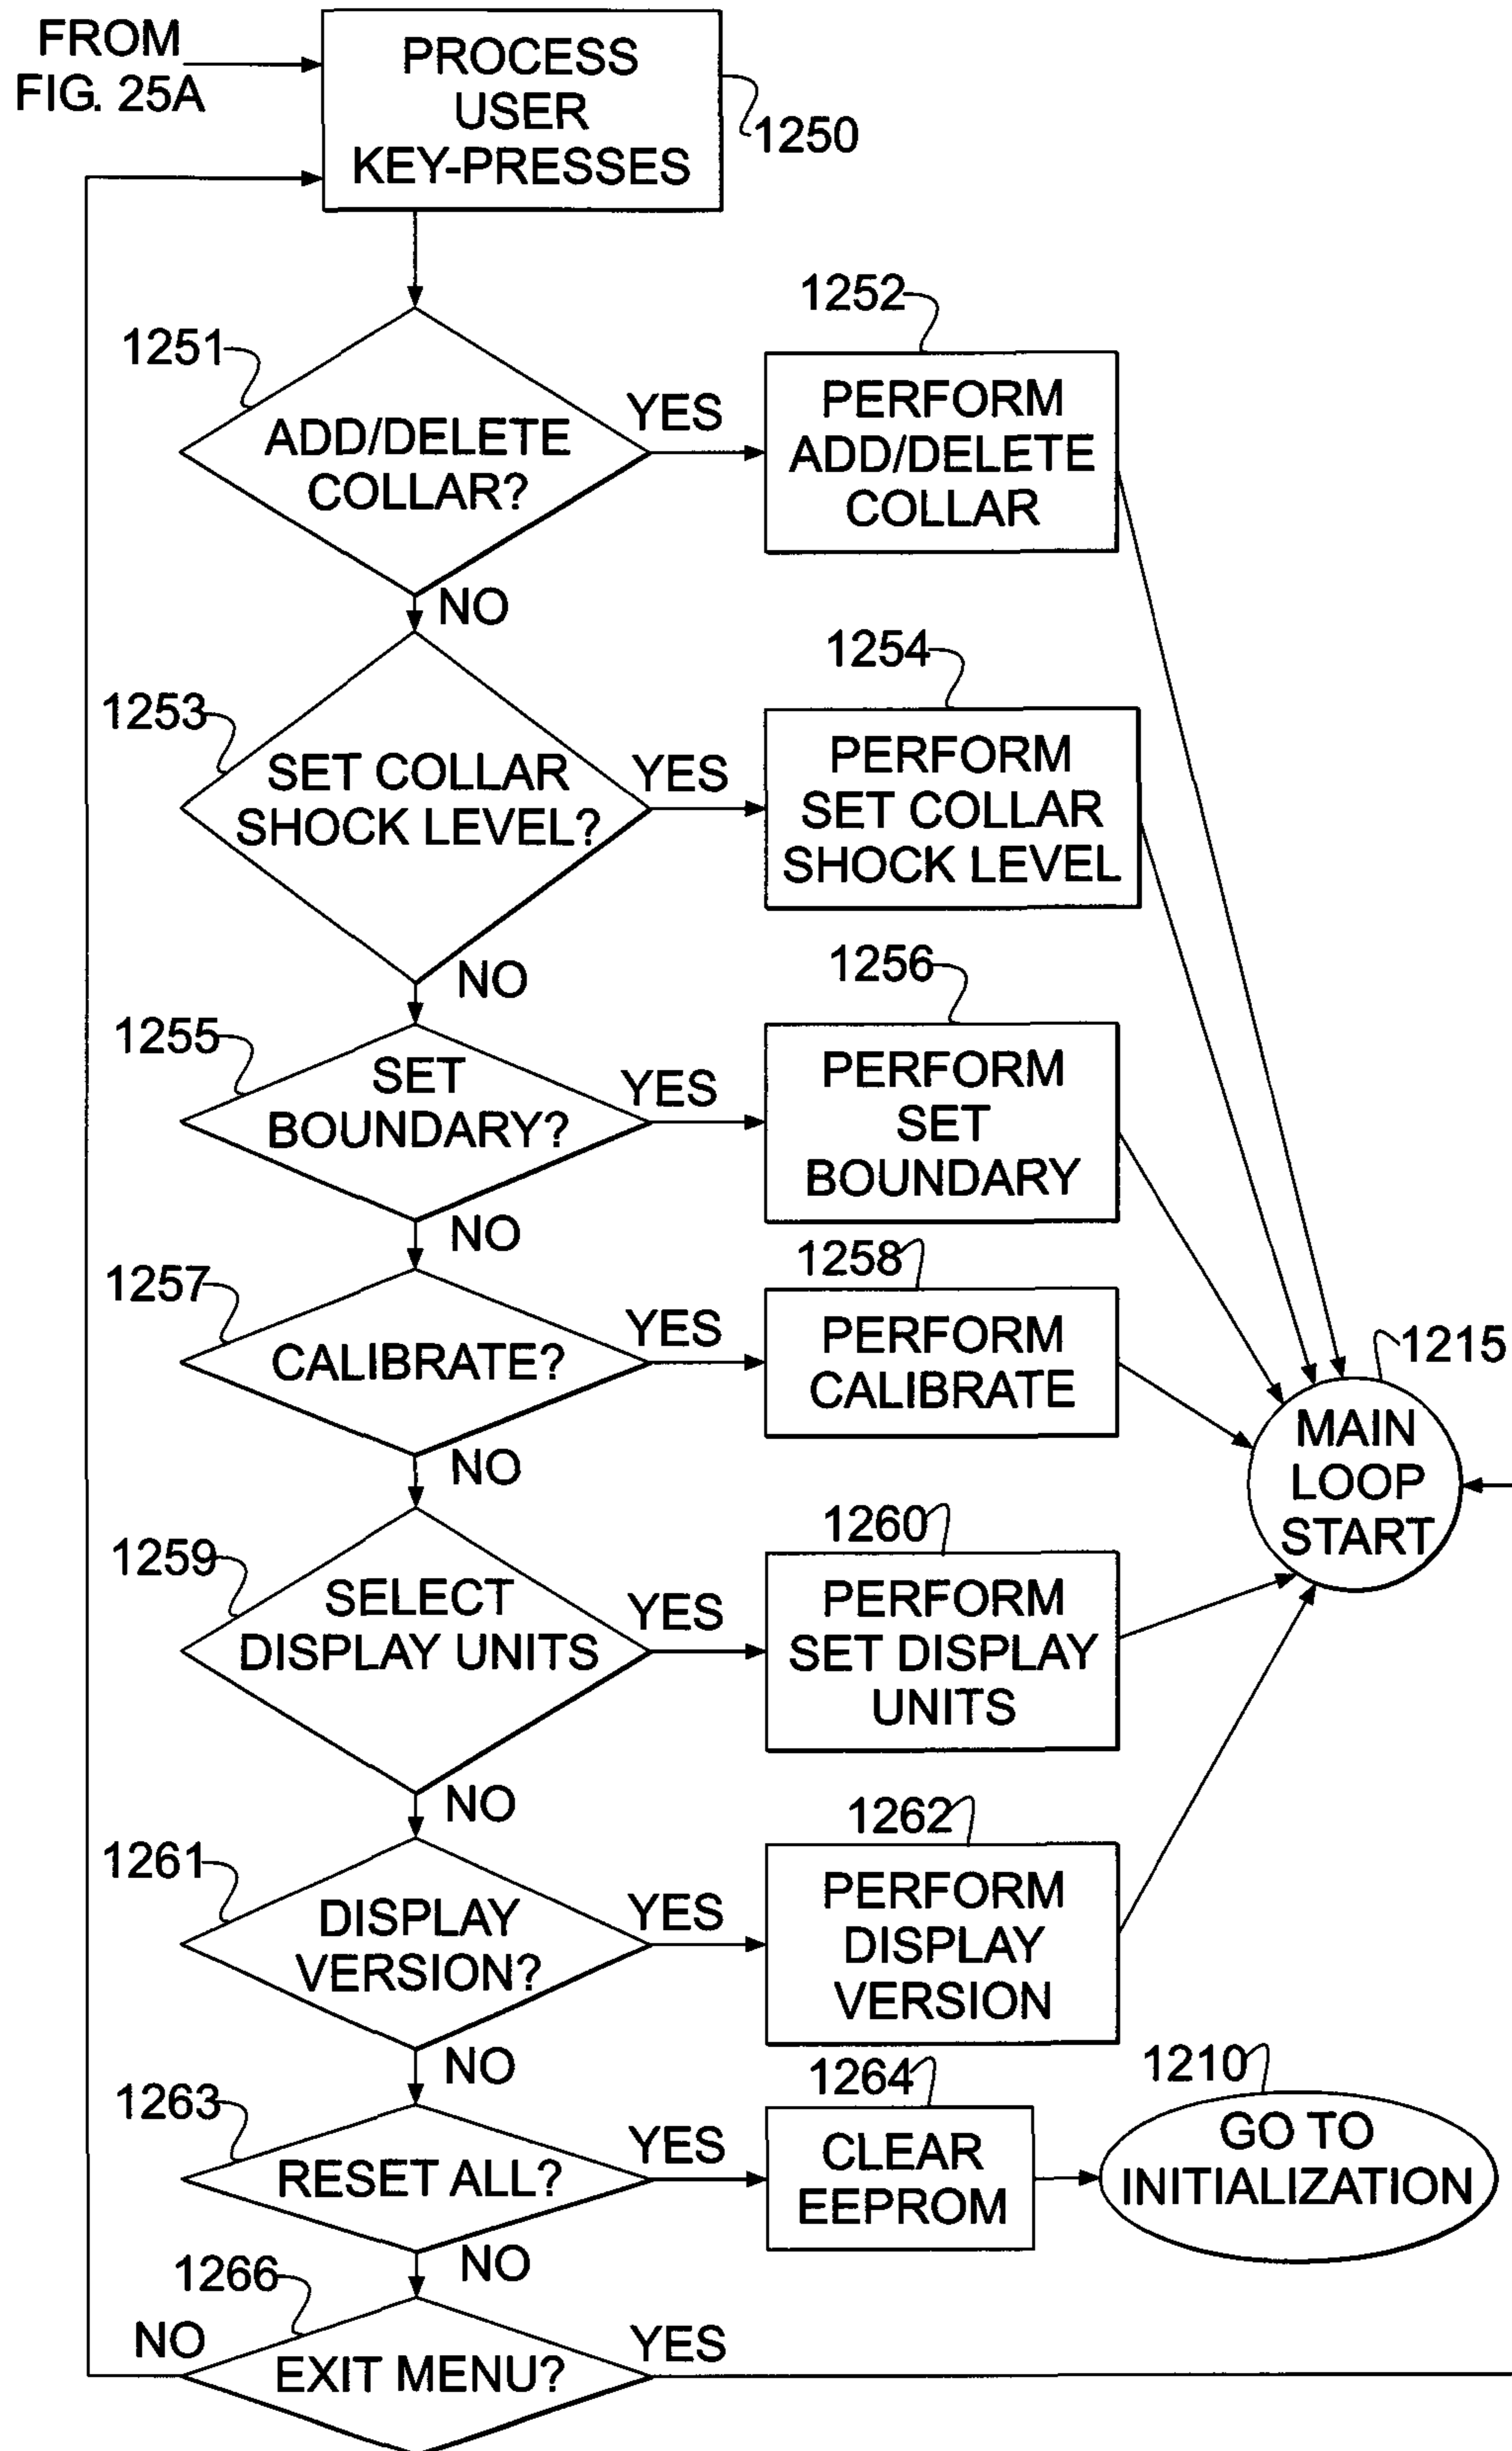 FROM
FIG. 25A
PROCESS
USER
KEY-PRESSES
1250
1251
ADD/DELETE
COLLAR?
YES
1252
PERFORM
ADD/DELETE
COLLAR
NO
1253
SET COLLAR
SHOCK LEVEL?
YES
1254
PERFORM
SET COLLAR
SHOCK LEVEL
NO
1255
SET
BOUNDARY?
YES
1256
PERFORM
SET
BOUNDARY
NO
1257
CALIBRATE?
YES
1258
PERFORM
CALIBRATE
1215
MAIN
LOOP
START
NO
1259
SELECT
DISPLAY UNITS
YES
1260
PERFORM
SET DISPLAY
UNITS
NO
1261
DISPLAY
VERSION?
YES
1262
PERFORM
DISPLAY
VERSION
NO
1263
RESET ALL?
YES
1264
CLEAR
EEPROM
1210
GO TO
INITIALIZATION
NO
1266
NO
EXIT MENU?
YES